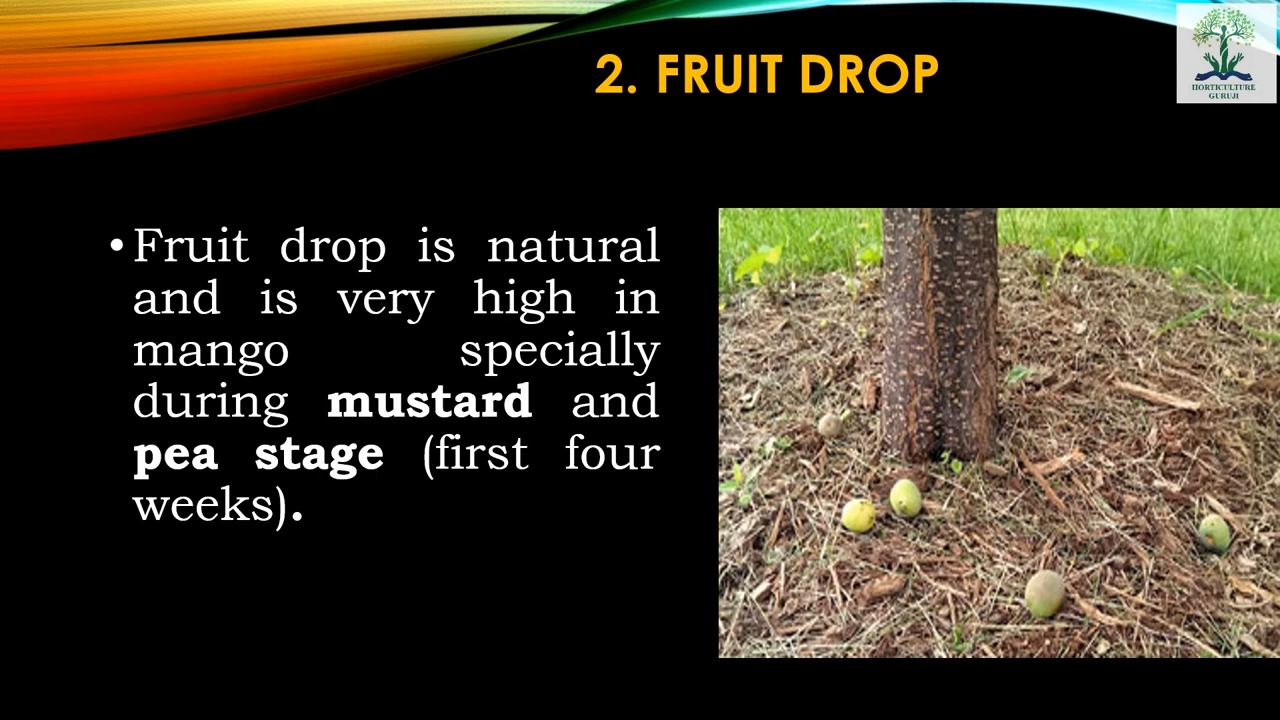 2. FRUIT DROP
HORTICULTURE
GURUJI
• Fruit drop is natural
and is very high in
mango specially
during mustard and
pea stage (first four
weeks).